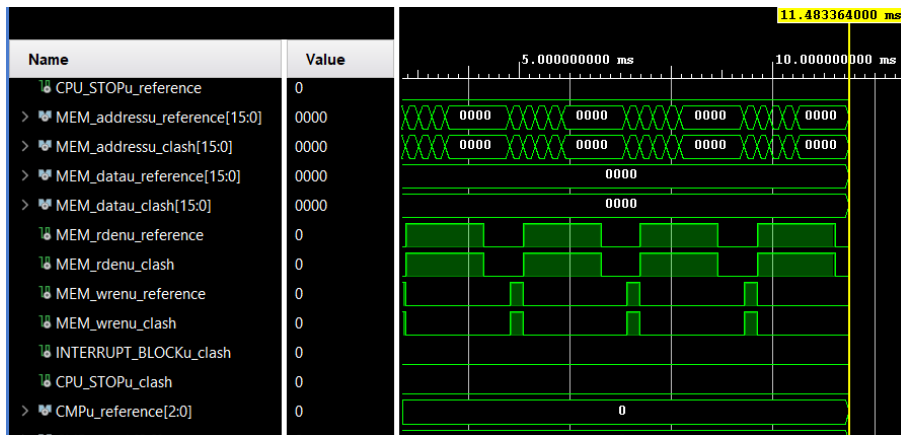 11.483364000 ms
Name Value
5.000000000 ms 10.000000000 ms
CPU_STOPu_reference 0
MEM_addressu_reference[15:0] 0000 0000 0000 0000 0000
MEM_addressu_clash[15:0] 0000 0000 0000 0000 0000
MEM_datau_reference[15:0] 0000 0000
MEM_datau_clash[15:0] 0000 0000
MEM_rdenu_reference 0
MEM_rdenu_clash 0
MEM_wrenu_reference 0
MEM_wrenu_clash 0
INTERRUPT_BLOCKu_clash 0
CPU_STOPu_clash 0
CMPu_reference[2:0] 0 0